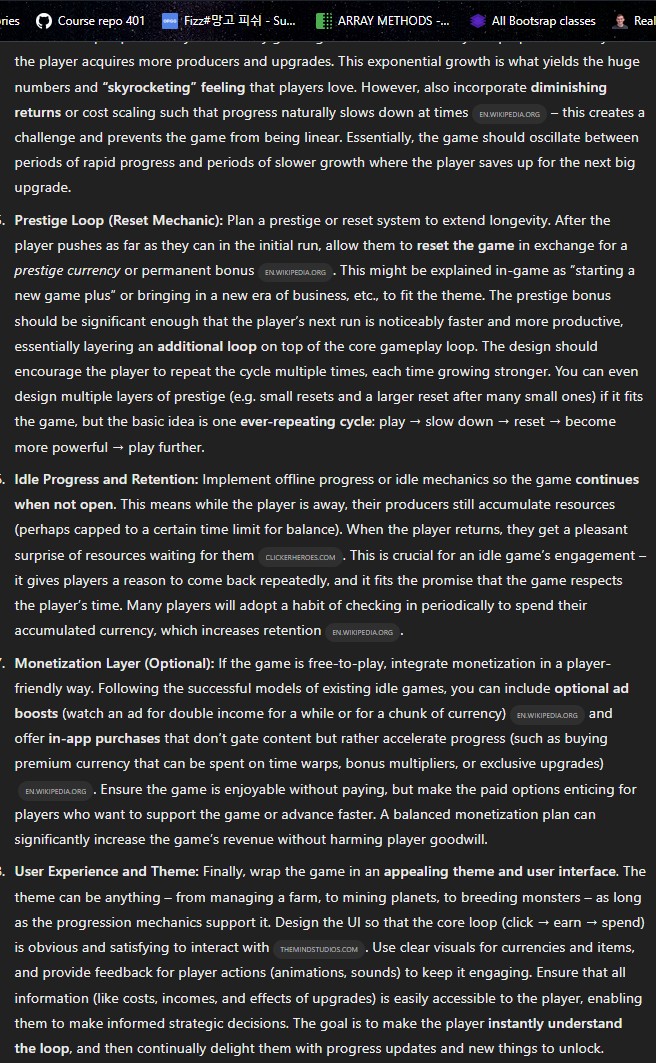 ries Course repo 401 Fizz#망고 피쉬 - Su... ARRAY METHODS -... All Bootsrap classes Real
the player acquires more producers and upgrades. This exponential growth is what yields the huge
numbers and “skyrocketing” feeling that players love. However, also incorporate diminishing
returns or cost scaling such that progress naturally slows down at times EN.WIKIPEDIA.ORG – this creates a
challenge and prevents the game from being linear. Essentially, the game should oscillate between
periods of rapid progress and periods of slower growth where the player saves up for the next big
upgrade.
Prestige Loop (Reset Mechanic): Plan a prestige or reset system to extend longevity. After the
player pushes as far as they can in the initial run, allow them to reset the game in exchange for a
prestige currency or permanent bonus EN.WIKIPEDIA.ORG . This might be explained in-game as “starting a
new game plus” or bringing in a new era of business, etc., to fit the theme. The prestige bonus
should be significant enough that the player’s next run is noticeably faster and more productive,
essentially layering an additional loop on top of the core gameplay loop. The design should
encourage the player to repeat the cycle multiple times, each time growing stronger. You can even
design multiple layers of prestige (e.g. small resets and a larger reset after many small ones) if it fits
the game, but the basic idea is one ever-repeating cycle: play → slow down → reset → become
more powerful → play further.
Idle Progress and Retention: Implement offline progress or idle mechanics so the game continues
when not open. This means while the player is away, their producers still accumulate resources
(perhaps capped to a certain time limit for balance). When the player returns, they get a pleasant
surprise of resources waiting for them CLICKERHEROES.COM . This is crucial for an idle game’s engagement –
it gives players a reason to come back repeatedly, and it fits the promise that the game respects
the player’s time. Many players will adopt a habit of checking in periodically to spend their
accumulated currency, which increases retention EN.WIKIPEDIA.ORG .
Monetization Layer (Optional): If the game is free-to-play, integrate monetization in a player-
friendly way. Following the successful models of existing idle games, you can include optional ad
boosts (watch an ad for double income for a while or for a chunk of currency) EN.WIKIPEDIA.ORG and
offer in-app purchases that don’t gate content but rather accelerate progress (such as buying
premium currency that can be spent on time warps, bonus multipliers, or exclusive upgrades)
EN.WIKIPEDIA.ORG . Ensure the game is enjoyable without paying, but make the paid options enticing for
players who want to support the game or advance faster. A balanced monetization plan can
significantly increase the game’s revenue without harming player goodwill.
User Experience and Theme: Finally, wrap the game in an appealing theme and user interface. The
theme can be anything – from managing a farm, to mining planets, to breeding monsters – as long
as the progression mechanics support it. Design the UI so that the core loop (click → earn → spend)
is obvious and satisfying to interact with THEMINDSTUDIOS.COM . Use clear visuals for currencies and items,
and provide feedback for player actions (animations, sounds) to keep it engaging. Ensure that all
information (like costs, incomes, and effects of upgrades) is easily accessible to the player, enabling
them to make informed strategic decisions. The goal is to make the player instantly understand
the loop, and then continually delight them with progress updates and new things to unlock.